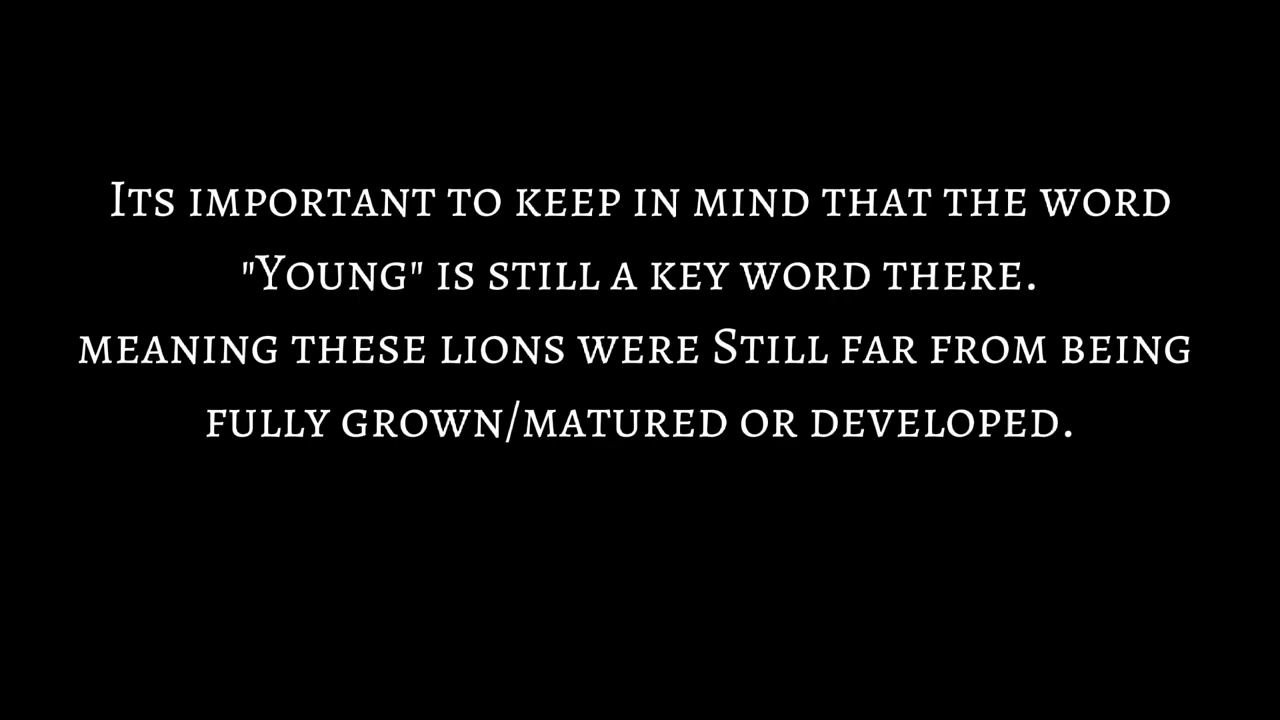 Its important to keep in mind that the word
"Young" is still a key word there.
meaning these lions were Still far from being
fully grown/matured or developed.